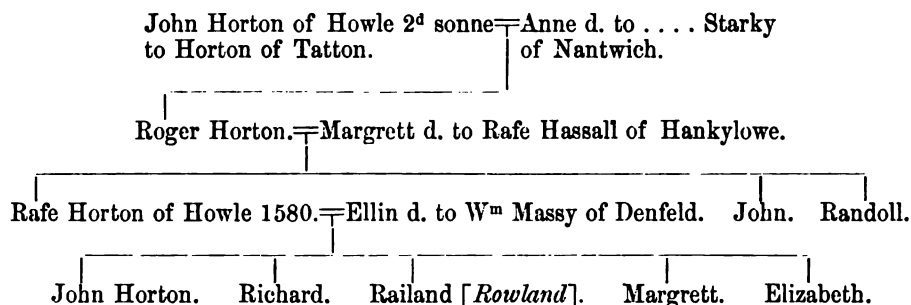 John Horton of Howle 2d sonne=Anne d. to .... Starky
to Horton of Tatton. of Nantwich.
Roger Horton.=Margrett d. to Rafe Hassall of Hankylowe.
Rafe Horton of Howle 1580.=Ellin d. to Wm Massy of Denfeld. John. Randoll.
John Horton. Richard. Railand [Rowland]. Margrett. Elizabeth.